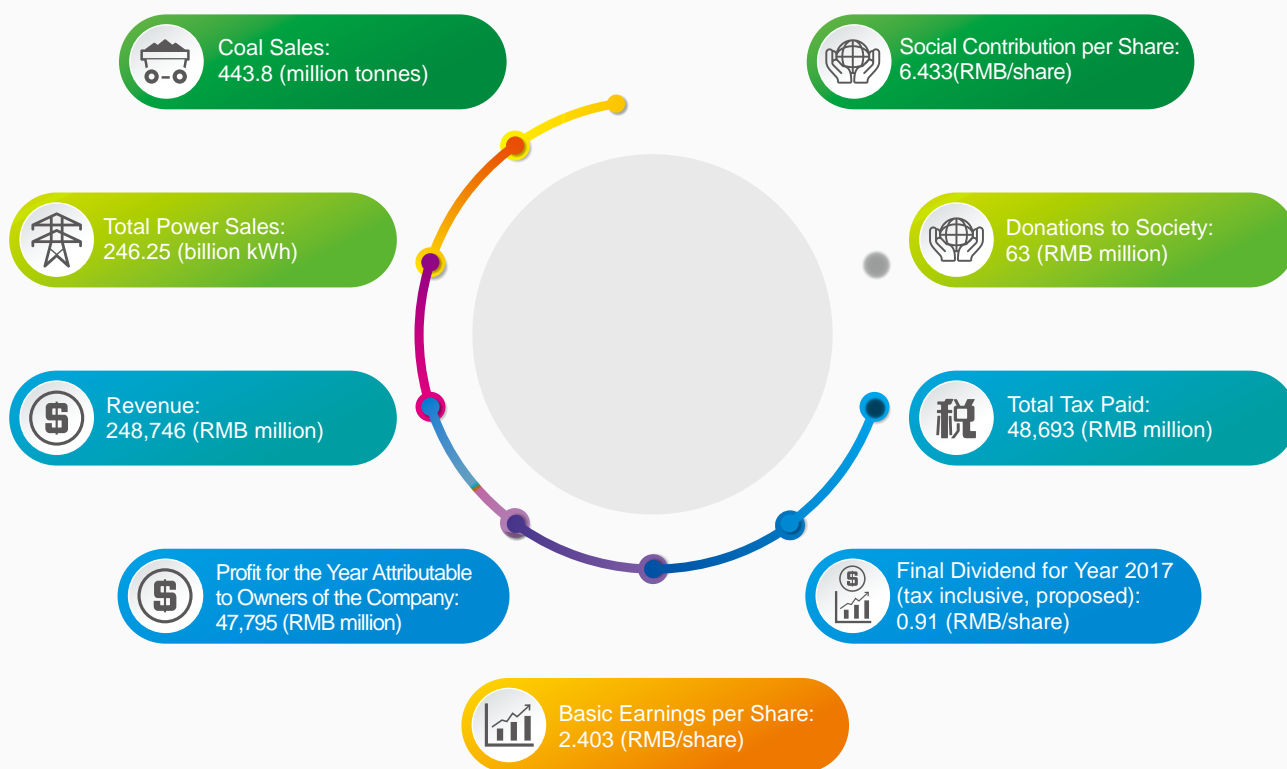 Coal Sales:
443.8 (million tonnes)
Social Contribution per Share:
6.433(RMB/share)
Total Power Sales:
246.25 (billion kWh)
Donations to Society:
63 (RMB million)
Revenue:
248,746 (RMB million)
税
Total Tax Paid:
48,693 (RMB million)
Profit for the Year Attributable
to Owners of the Company:
47,795 (RMB million)
Final Dividend for Year 2017
(tax inclusive, proposed):
0.91 (RMB/share)
Basic Earnings per Share:
2.403 (RMB/share)